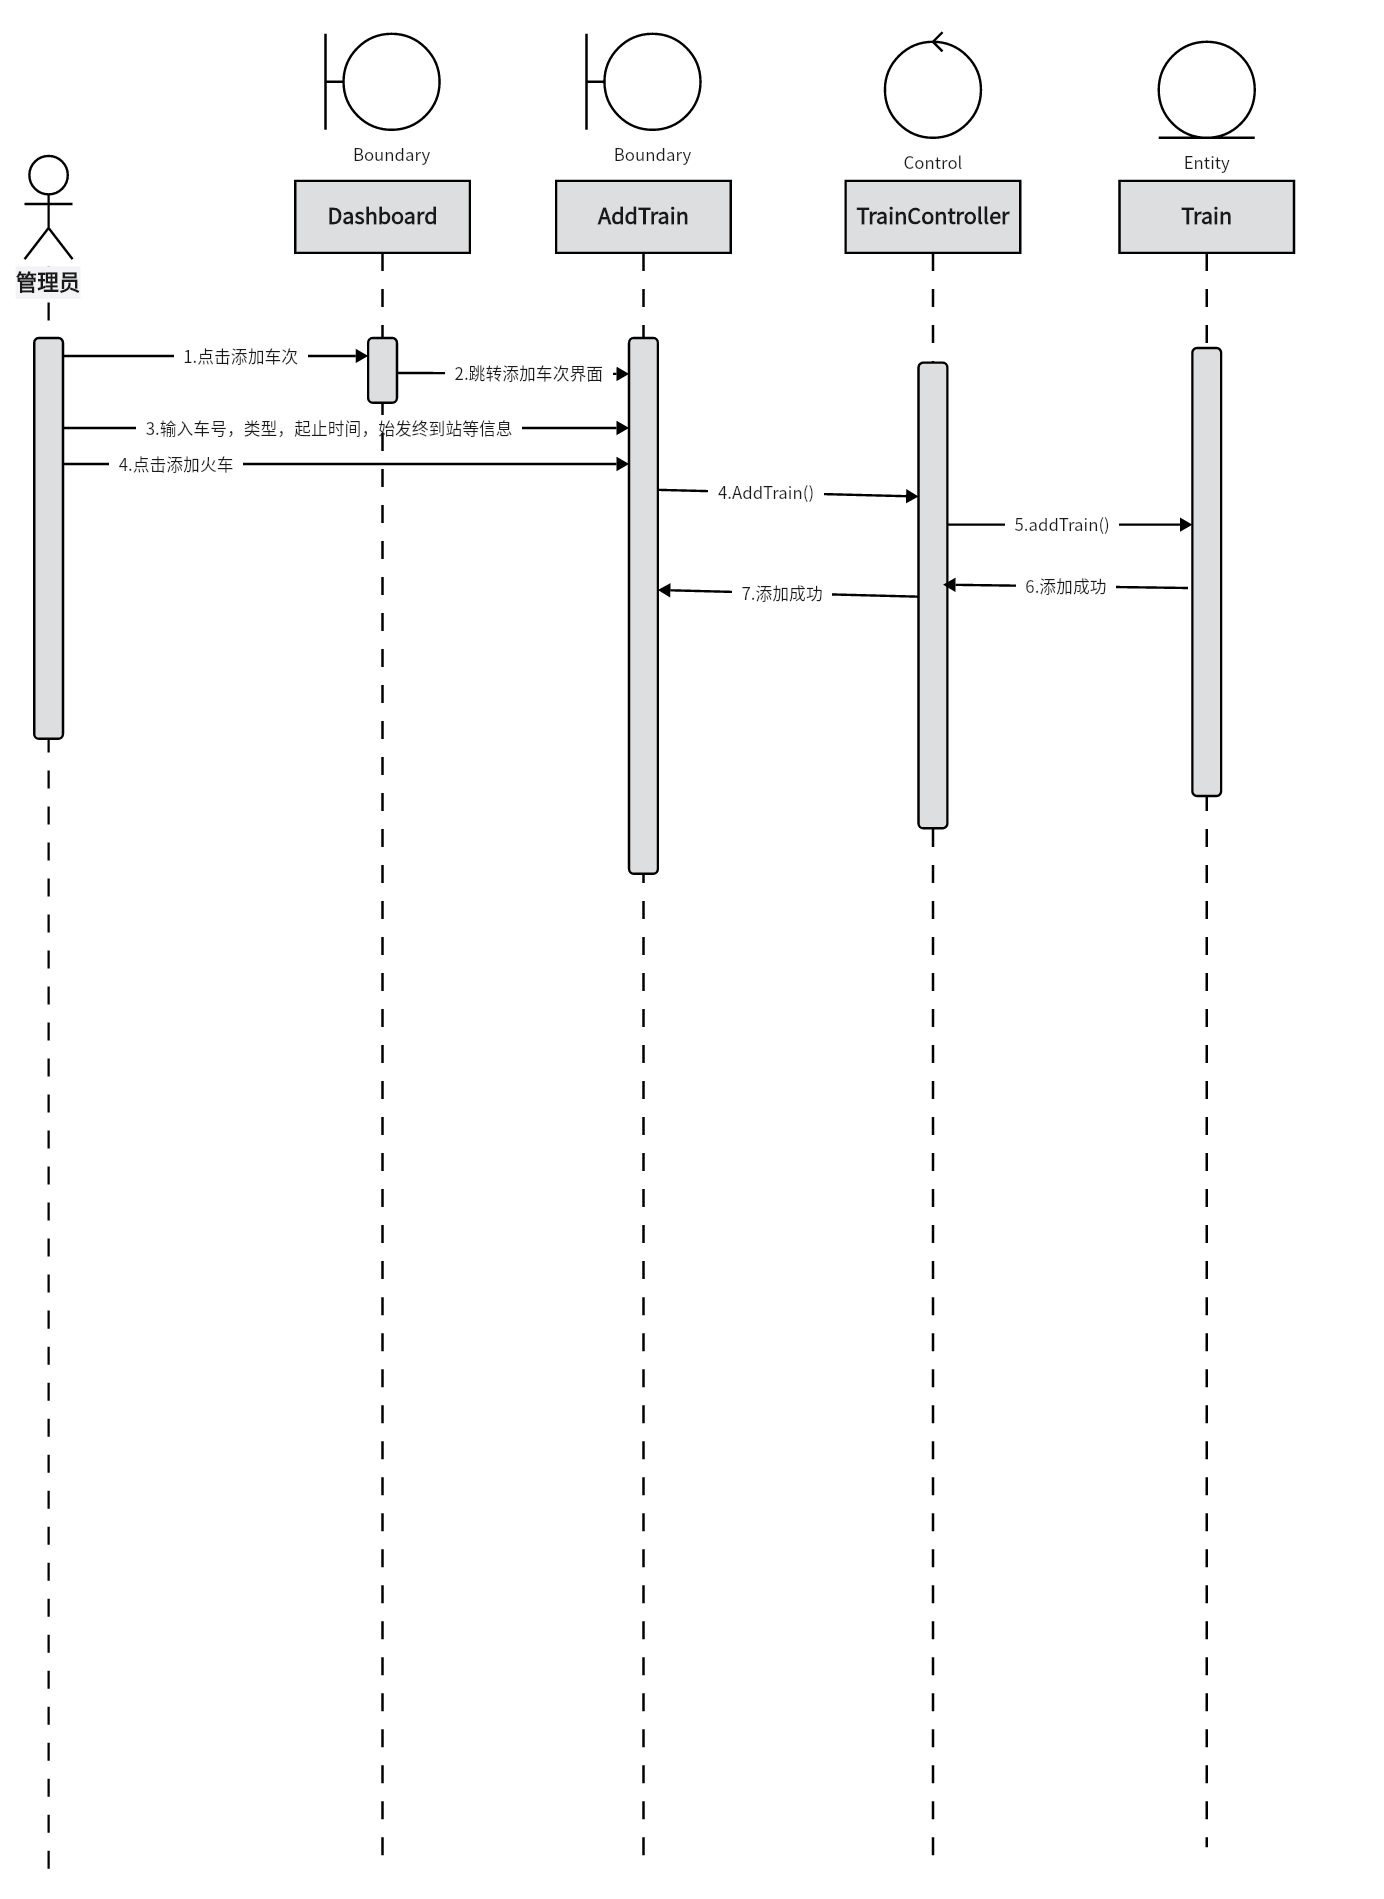 Boundary
Boundary
Control
Entity
Dashboard
AddTrain
TrainController
Train
管理员
1.点击添加车次
2.跳转添加车次界面
3.输入车号，类型，起止时间，始发终到站等信息
4.点击添加火车
4.AddTrain()
5.addTrain()
6.添加成功
7.添加成功